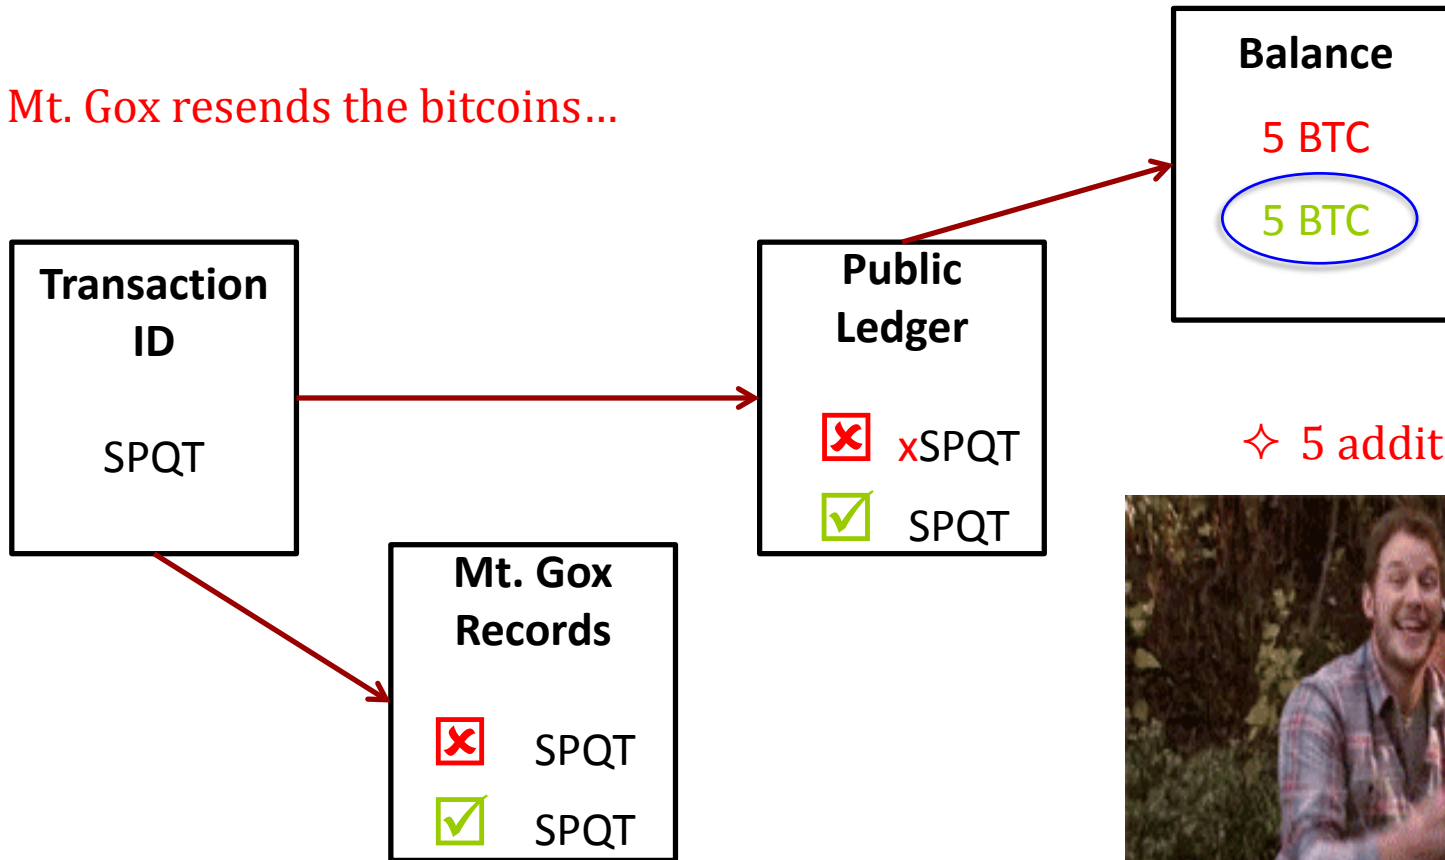 Mt. Gox resends the bitcoins…
Balance
5 BTC
5 BTC
Transaction
ID
SPQT
Public
Ledger
xSPQT
SPQT
Mt. Gox
Records
SPQT
SPQT
5